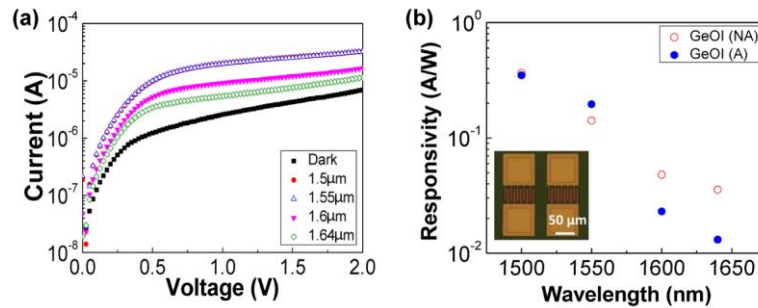 (a)
10⁻⁴
10⁻⁵
10⁻⁶
10⁻⁷
10⁻⁸
Current (A)
Dark
1.5µm
1.55µm
1.6µm
1.64µm
0.0 0.5 1.0 1.5 2.0
Voltage (V)
(b)
GeOI (NA)
GeOI (A)
10⁰
10⁻¹
10⁻²
Responsivity (A/W)
50 µm
1500 1550 1600 1650
Wavelength (nm)